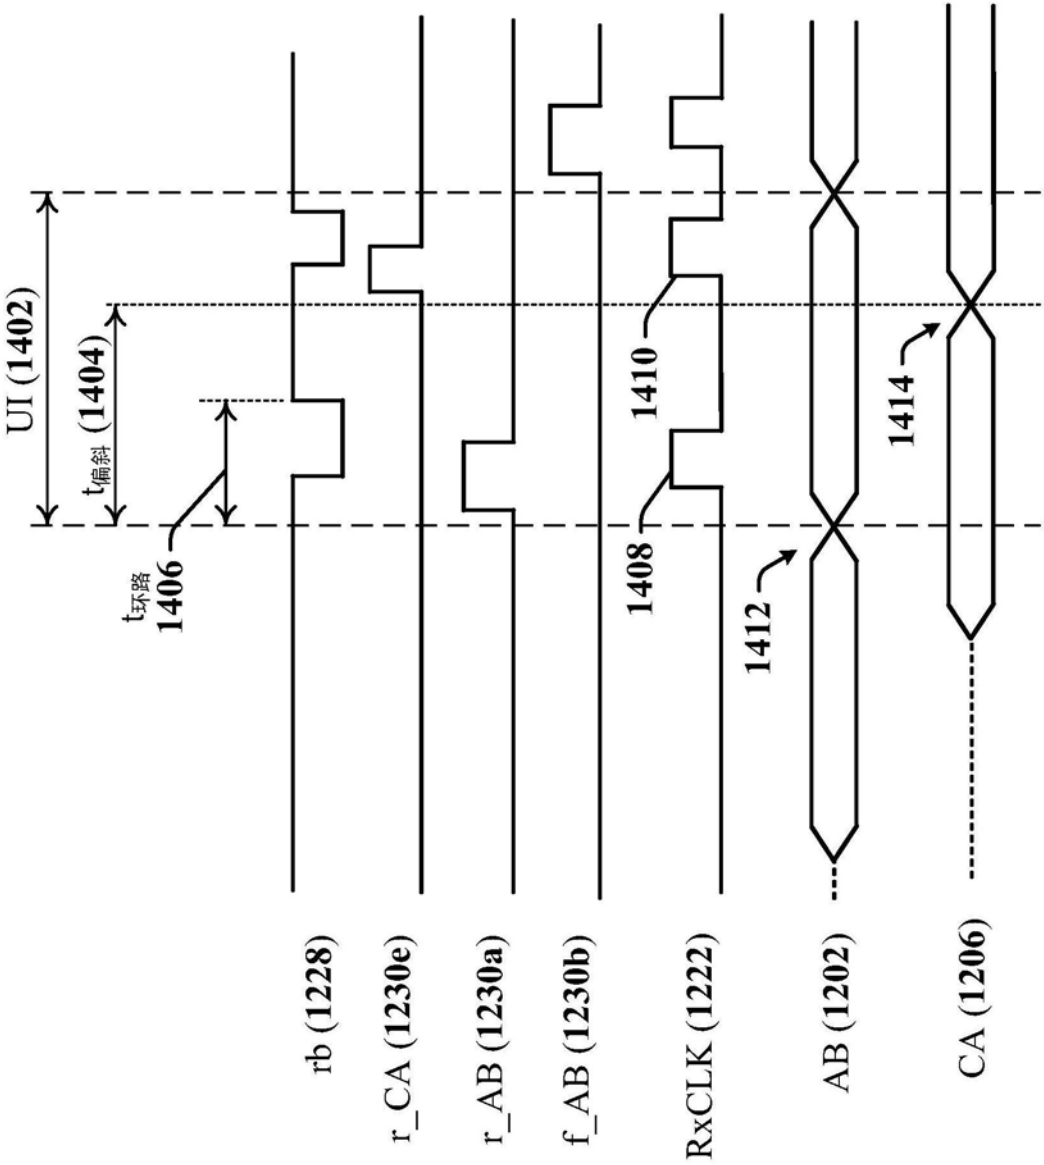 UI (1402)
t偏斜 (1404)
t环路
1406
rb (1228)
r_CA (1230e)
r_AB (1230a)
f_AB (1230b)
RxCLK (1222)
1408
1410
AB (1202)
1412
CA (1206)
1414